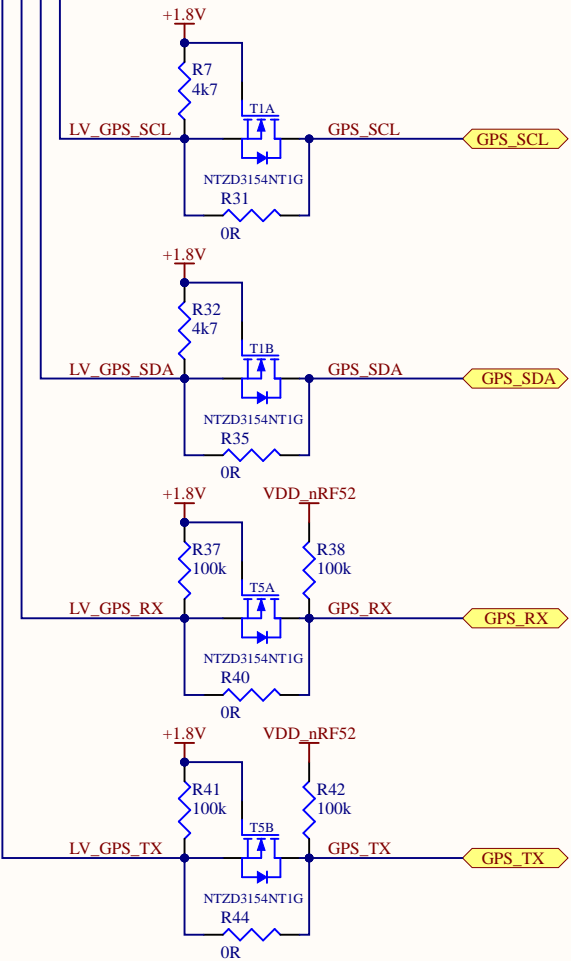 +1.8V
R7
4k7
T1A
LV_GPS_SCL
GPS_SCL
GPS_SCL
NTZD3154NT1G
R31
0R
+1.8V
R32
4k7
T1B
LV_GPS_SDA
GPS_SDA
GPS_SDA
NTZD3154NT1G
R35
0R
+1.8V
VDD_nRF52
R37
100k
R38
100k
T5A
LV_GPS_RX
GPS_RX
GPS_RX
NTZD3154NT1G
R40
0R
+1.8V
VDD_nRF52
R41
100k
R42
100k
T5B
LV_GPS_TX
GPS_TX
GPS_TX
NTZD3154NT1G
R44
0R